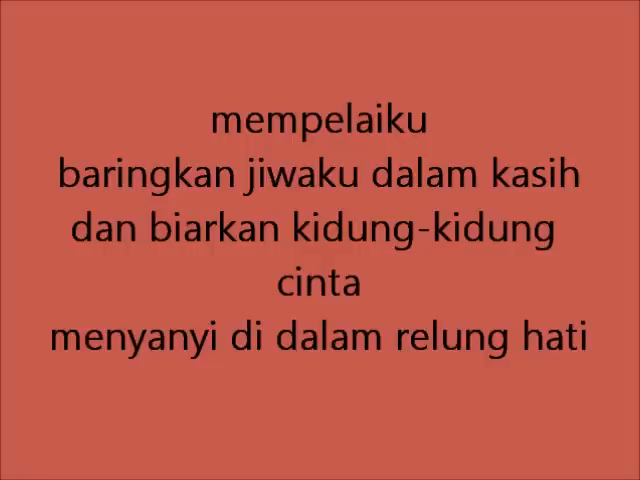 mempelaiku
baringkan jiwaku dalam kasih
dan biarkan kidung-kidung
cinta
menyanyi di dalam relung hati